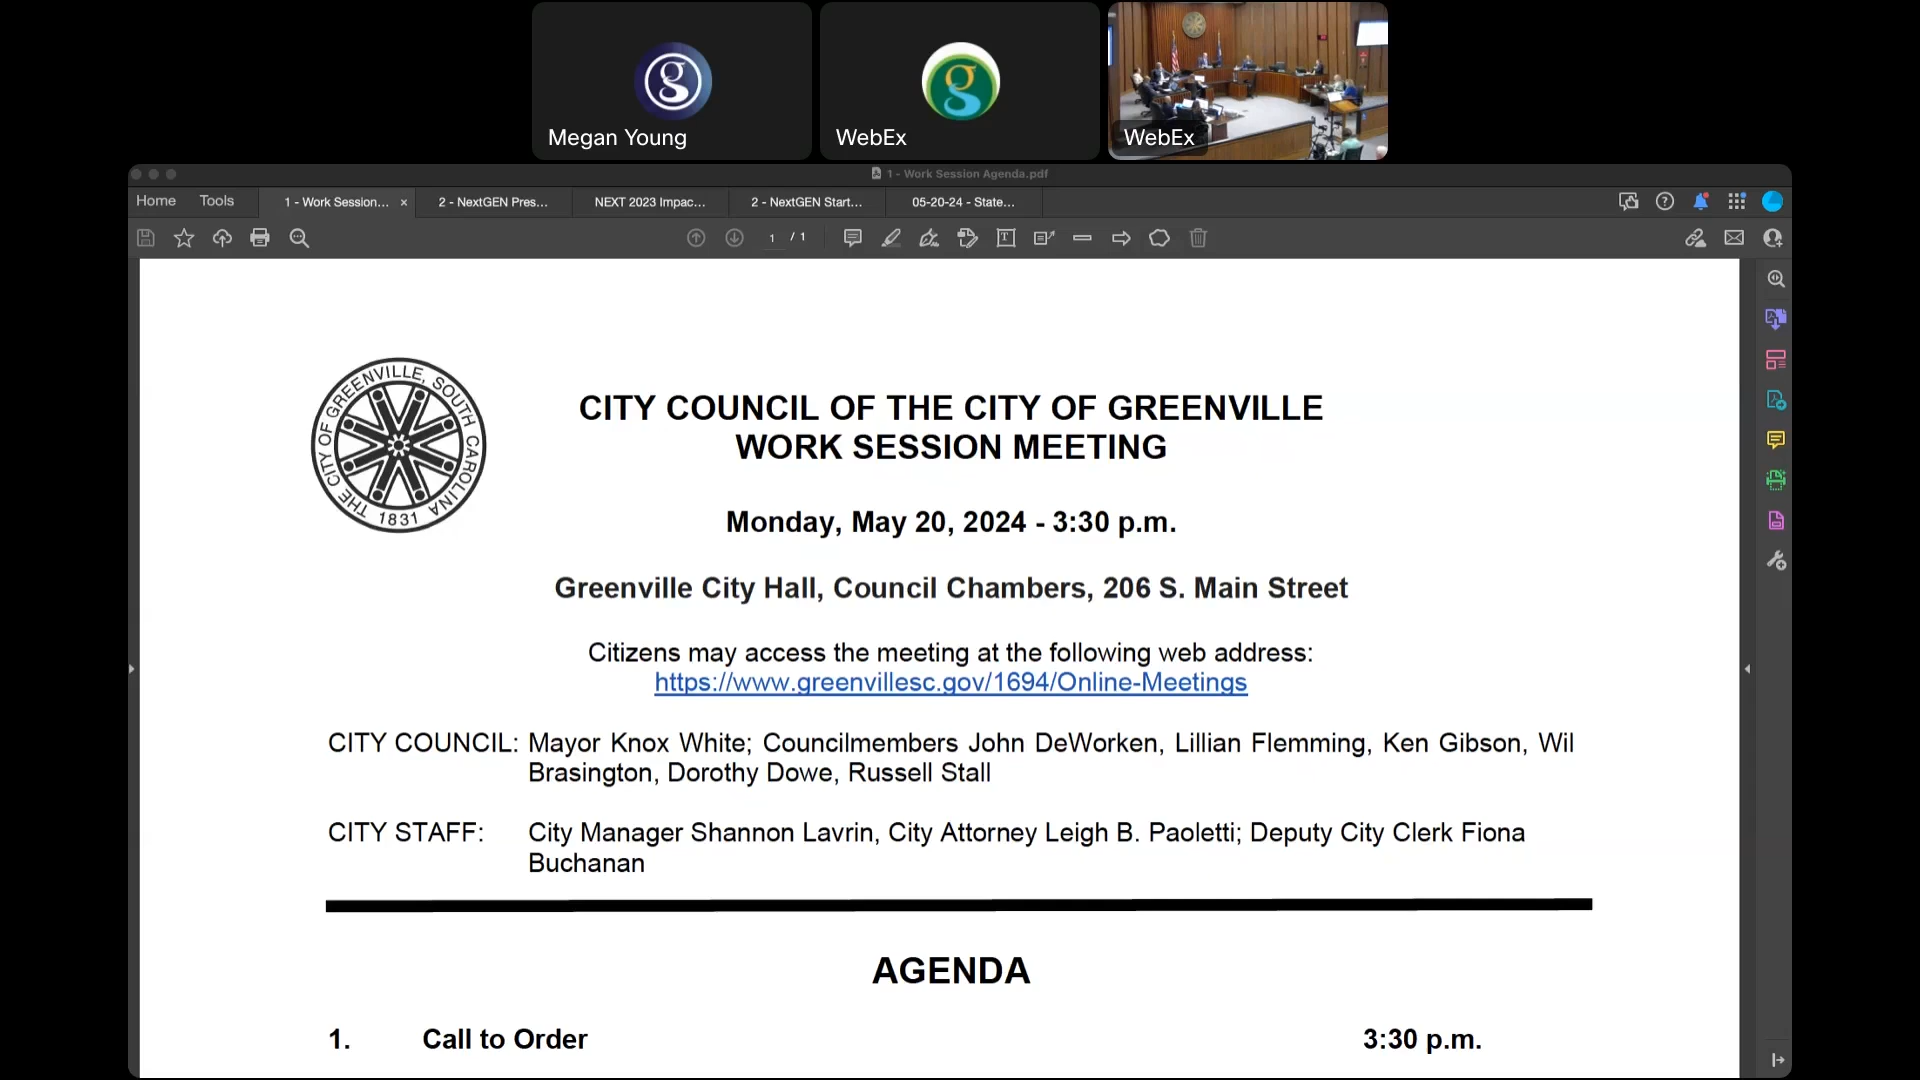 Megan Young
WebEx
WebEx
1 - Work Session Agenda.pdf
Home
Tools
1 - Work Session...
2 - NextGEN Pres...
NEXT 2023 Impac...
2 - NextGEN Start...
05-20-24 - State...
1 / 1
THE CITY OF GREENVILLE, SOUTH CAROLINA
1831
CITY COUNCIL OF THE CITY OF GREENVILLE
WORK SESSION MEETING
Monday, May 20, 2024 - 3:30 p.m.
Greenville City Hall, Council Chambers, 206 S. Main Street
Citizens may access the meeting at the following web address:
https://www.greenvillesc.gov/1694/Online-Meetings
CITY COUNCIL: Mayor Knox White; Councilmembers John DeWorken, Lillian Flemming, Ken Gibson, Wil
Brasington, Dorothy Dowe, Russell Stall
CITY STAFF: City Manager Shannon Lavrin, City Attorney Leigh B. Paoletti; Deputy City Clerk Fiona
Buchanan
AGENDA
1. Call to Order 3:30 p.m.